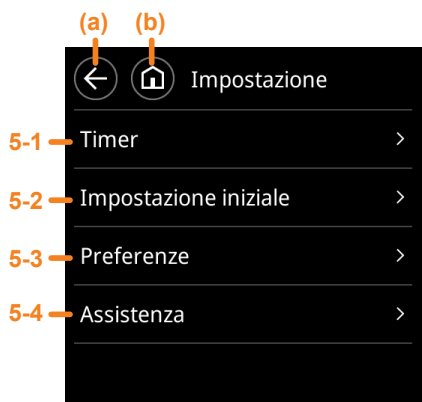 (a) (b)
Impostazione
5-1 Timer
5-2 Impostazione iniziale
5-3 Preferenze
5-4 Assistenza